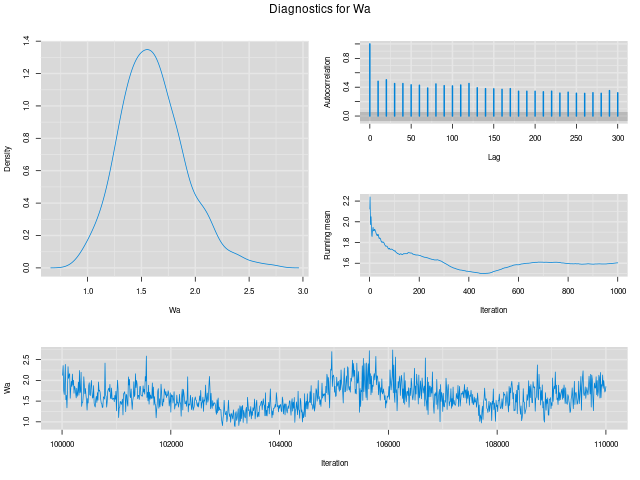 Diagnostics for Wa
Density
0.0 0.2 0.4 0.6 0.8 1.0 1.2 1.4
1.0 1.5 2.0 2.5 3.0
Wa
Autocorrelation
0.0 0.4 0.8
0 50 100 150 200 250 300
Lag
Running mean
1.6 1.8 2.0 2.2
0 200 400 600 800 1000
Iteration
Wa
1.0 1.5 2.0 2.5
100000 102000 104000 106000 108000 110000
Iteration